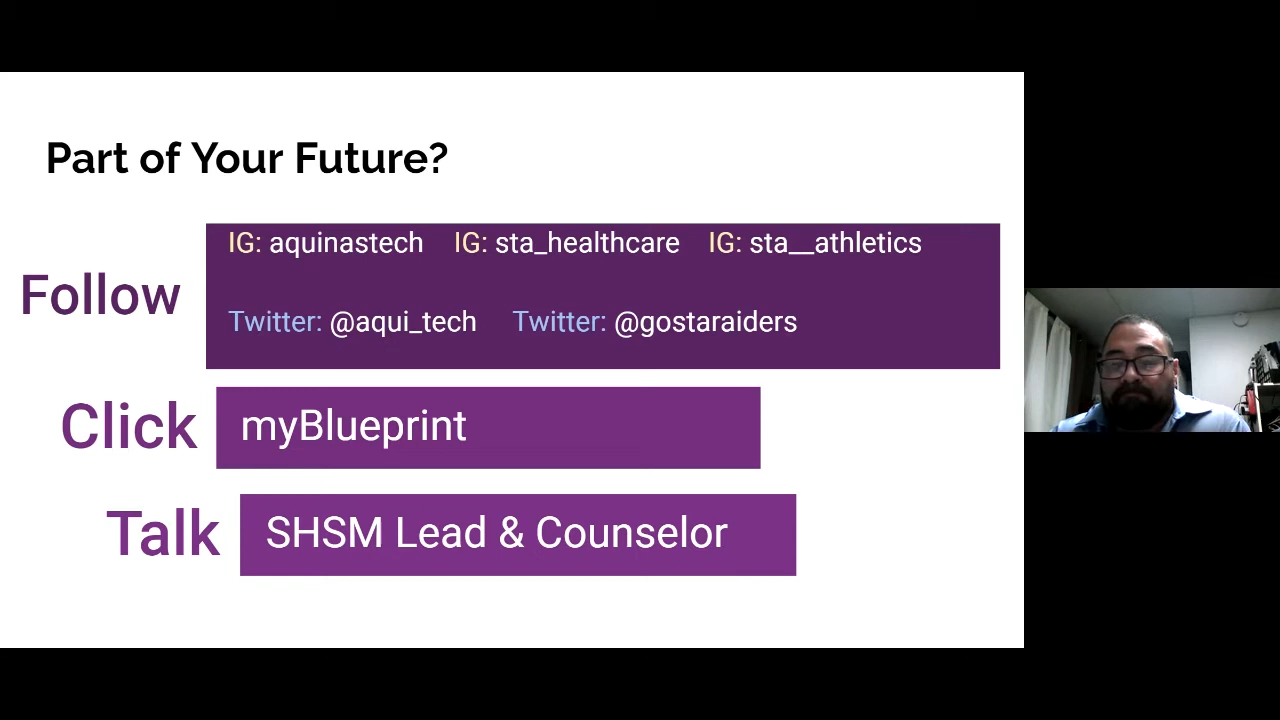 Part of Your Future?
IG: aquinastech IG: sta_healthcare IG: sta__athletics
Follow
Twitter: @aqui_tech Twitter: @gostaraiders
Click myBlueprint
Talk SHSM Lead & Counselor